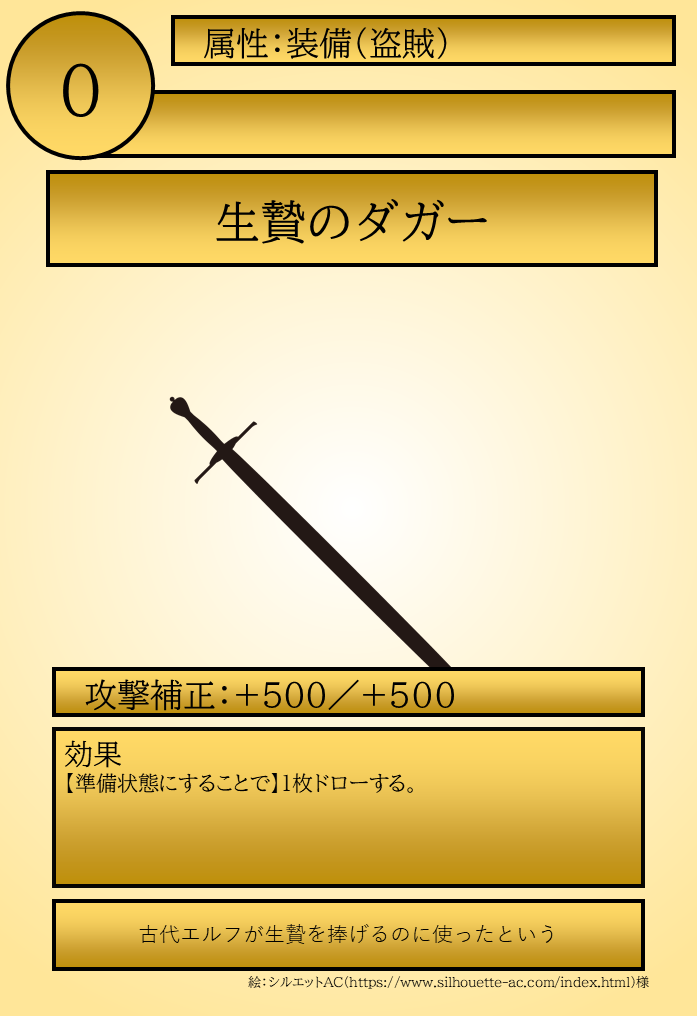 属性：装備（盗賊）
0
生贄のダガー
攻撃補正：＋500／＋500
効果
【準備状態にすることで】1枚ドローする。
古代エルフが生贄を捧げるのに使ったという
絵：シルエットAC（https://www.silhouette-ac.com/index.html）様